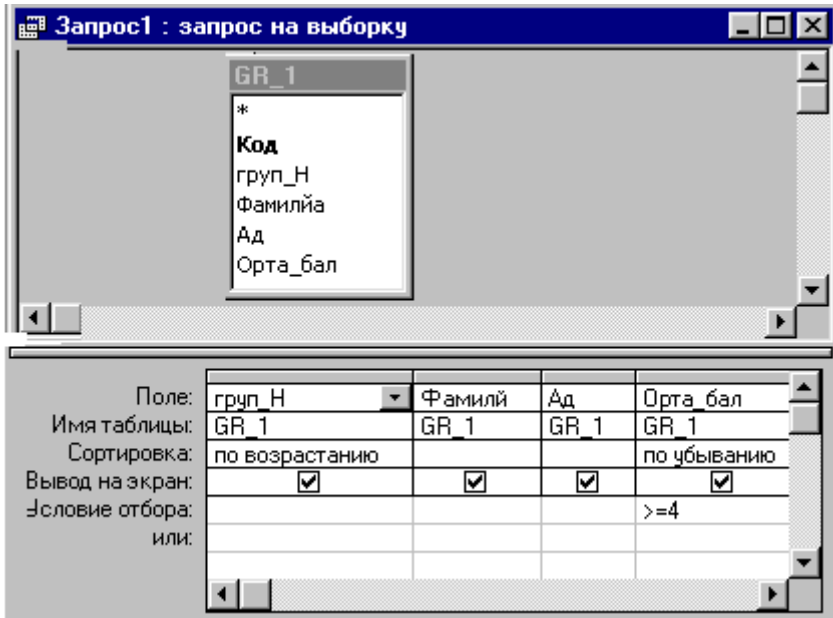 Запрос1 : запрос на выборку
GR_1
*
Код
груп_Н
Фамилйа
Ад
Орта_бал
Поле: груп_Н Фамилй Ад Орта_бал
Имя таблицы: GR_1 GR_1 GR_1 GR_1
Сортировка: по возрастанию по убыванию
Вывод на экран:
Условие отбора: >=4
или: